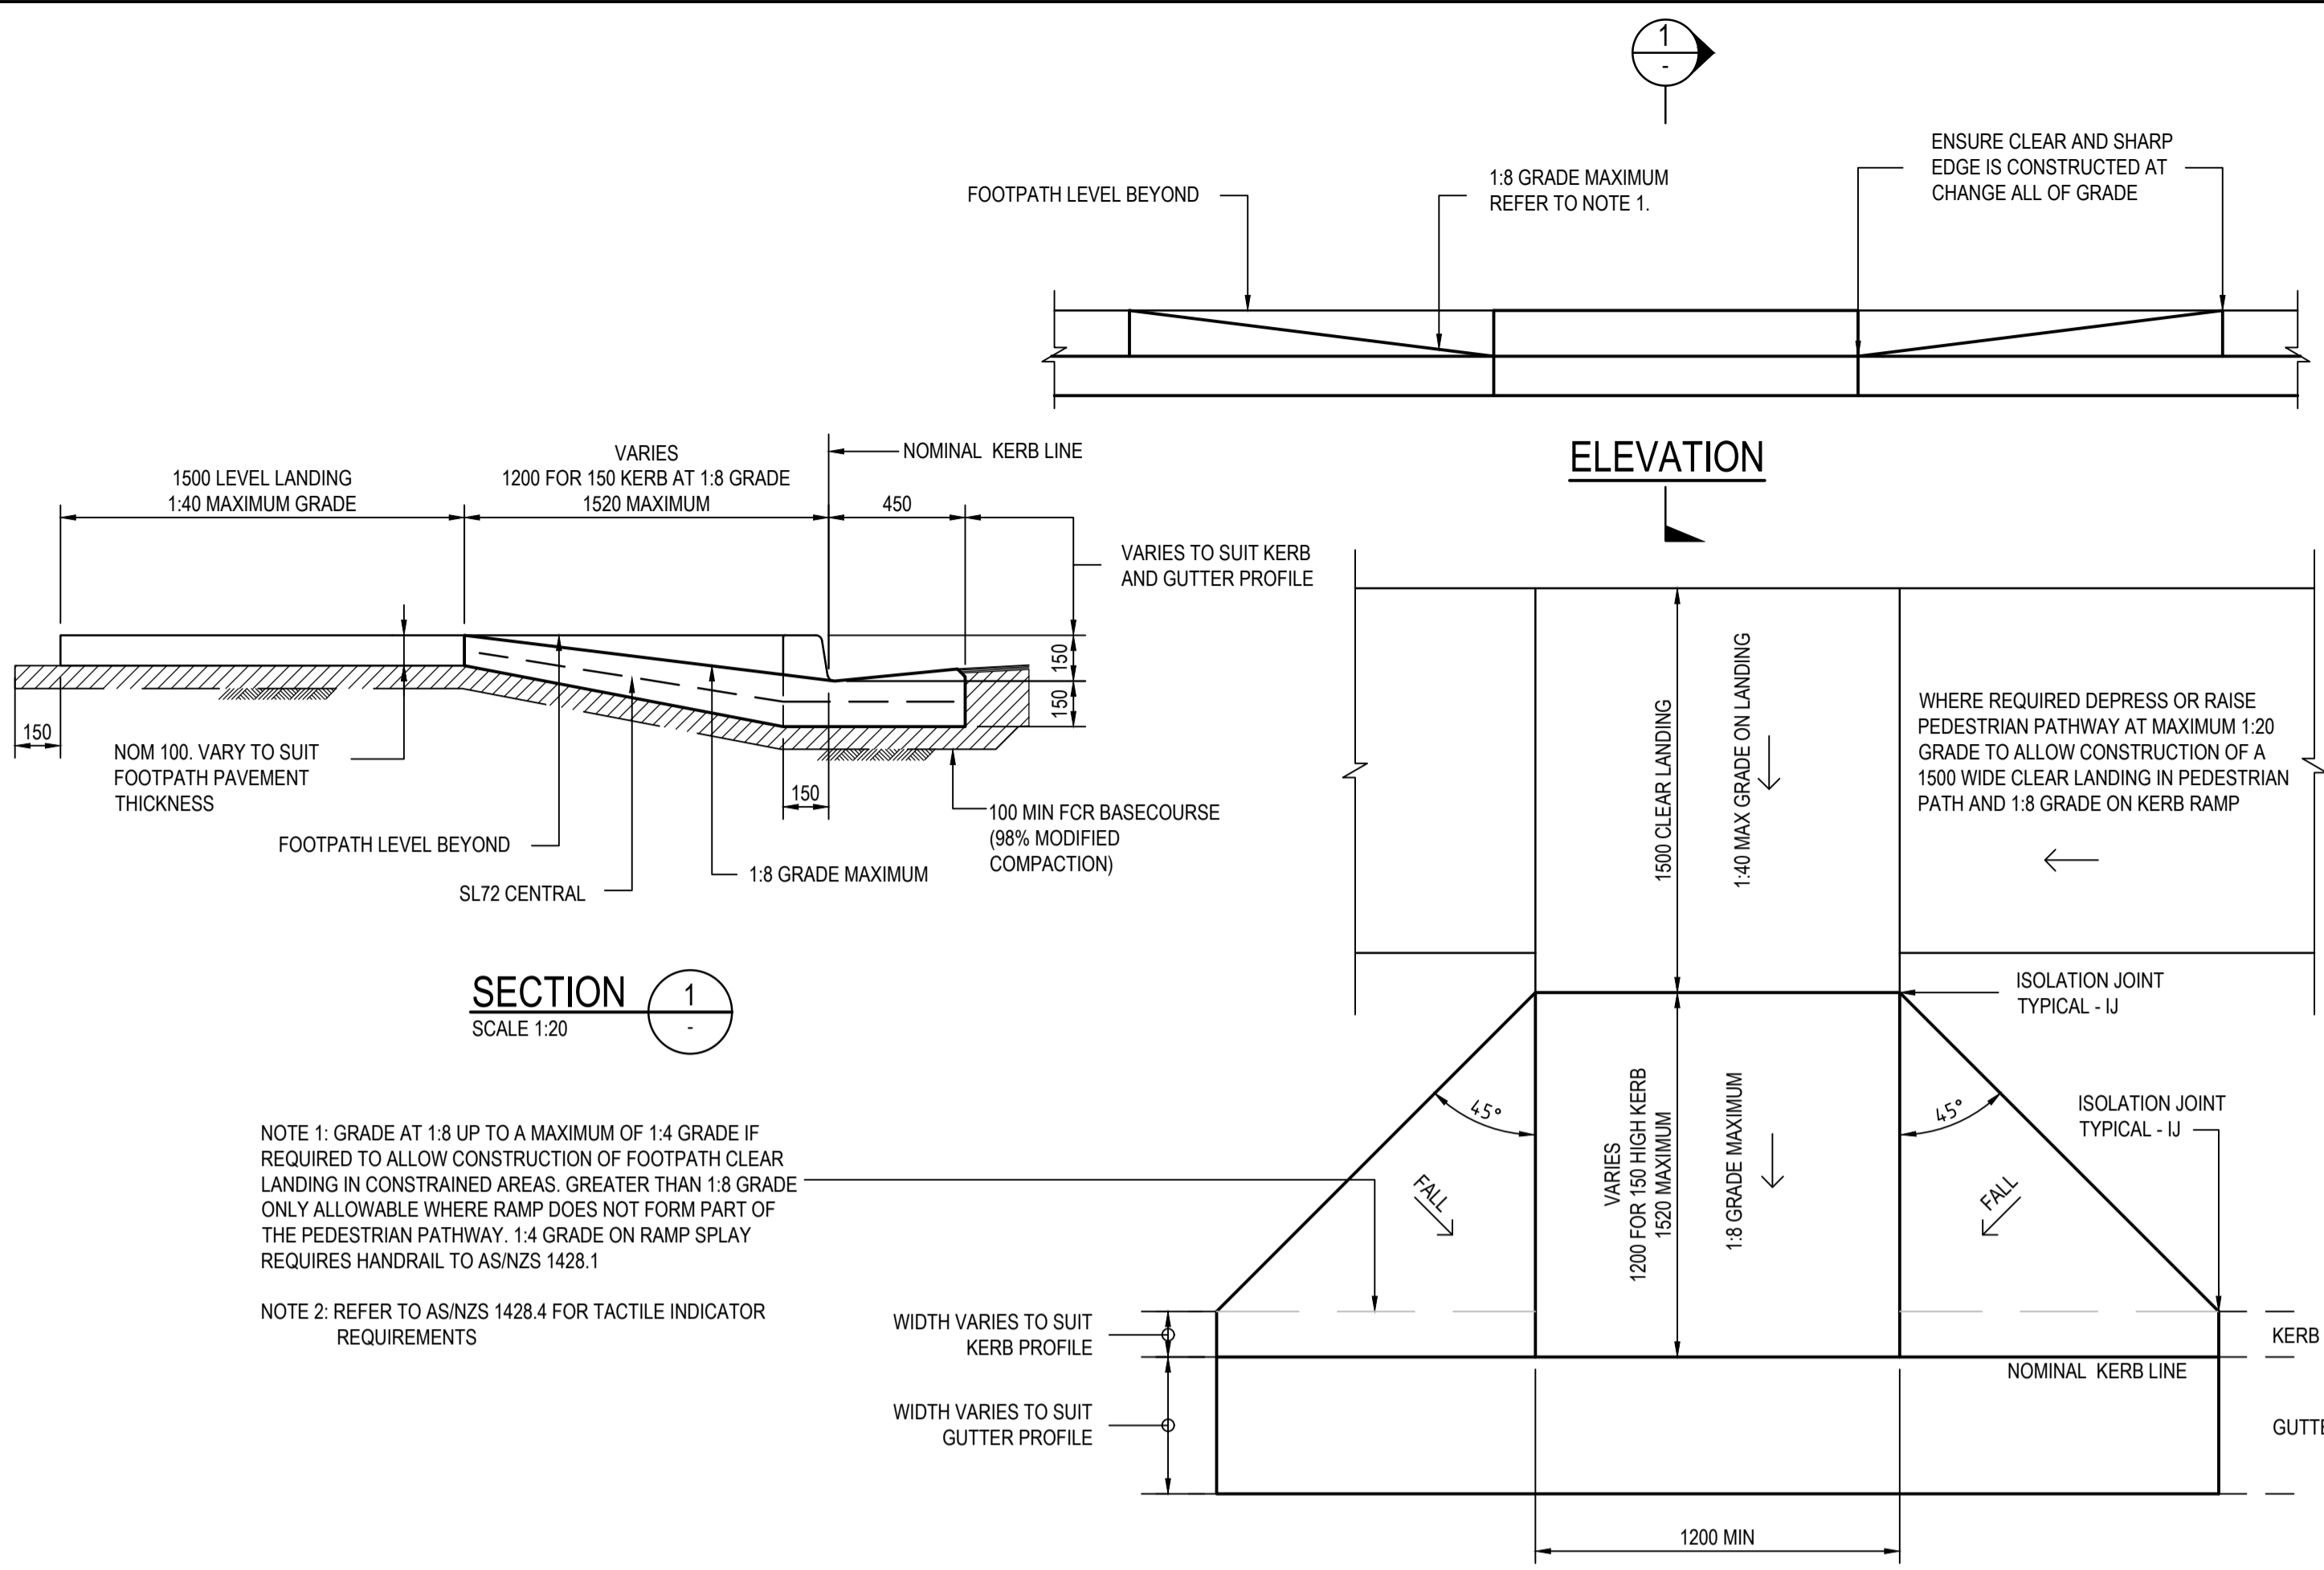 1
-
FOOTPATH LEVEL BEYOND
1:8 GRADE MAXIMUM
REFER TO NOTE 1.
ENSURE CLEAR AND SHARP
EDGE IS CONSTRUCTED AT
CHANGE ALL OF GRADE
ELEVATION
1500 LEVEL LANDING
1:40 MAXIMUM GRADE
VARIES
1200 FOR 150 KERB AT 1:8 GRADE
1520 MAXIMUM
NOMINAL KERB LINE
450
VARIES TO SUIT KERB
AND GUTTER PROFILE
150
150
150
NOM 100. VARY TO SUIT
FOOTPATH PAVEMENT
THICKNESS
150
FOOTPATH LEVEL BEYOND
SL72 CENTRAL
1:8 GRADE MAXIMUM
100 MIN FCR BASECOURSE
(98% MODIFIED
COMPACTION)
SECTION
1
-
SCALE 1:20
1500 CLEAR LANDING
1:40 MAX GRADE ON LANDING
WHERE REQUIRED DEPRESS OR RAISE
PEDESTRIAN PATHWAY AT MAXIMUM 1:20
GRADE TO ALLOW CONSTRUCTION OF A
1500 WIDE CLEAR LANDING IN PEDESTRIAN
PATH AND 1:8 GRADE ON KERB RAMP
ISOLATION JOINT
TYPICAL - IJ
45°
45°
ISOLATION JOINT
TYPICAL - IJ
VARIES
1200 FOR 150 HIGH KERB
1520 MAXIMUM
1:8 GRADE MAXIMUM
FALL
FALL
NOTE 1: GRADE AT 1:8 UP TO A MAXIMUM OF 1:4 GRADE IF
REQUIRED TO ALLOW CONSTRUCTION OF FOOTPATH CLEAR
LANDING IN CONSTRAINED AREAS. GREATER THAN 1:8 GRADE
ONLY ALLOWABLE WHERE RAMP DOES NOT FORM PART OF
THE PEDESTRIAN PATHWAY. 1:4 GRADE ON RAMP SPLAY
REQUIRES HANDRAIL TO AS/NZS 1428.1
NOTE 2: REFER TO AS/NZS 1428.4 FOR TACTILE INDICATOR
REQUIREMENTS
WIDTH VARIES TO SUIT
KERB PROFILE
KERB
NOMINAL KERB LINE
WIDTH VARIES TO SUIT
GUTTER PROFILE
1200 MIN